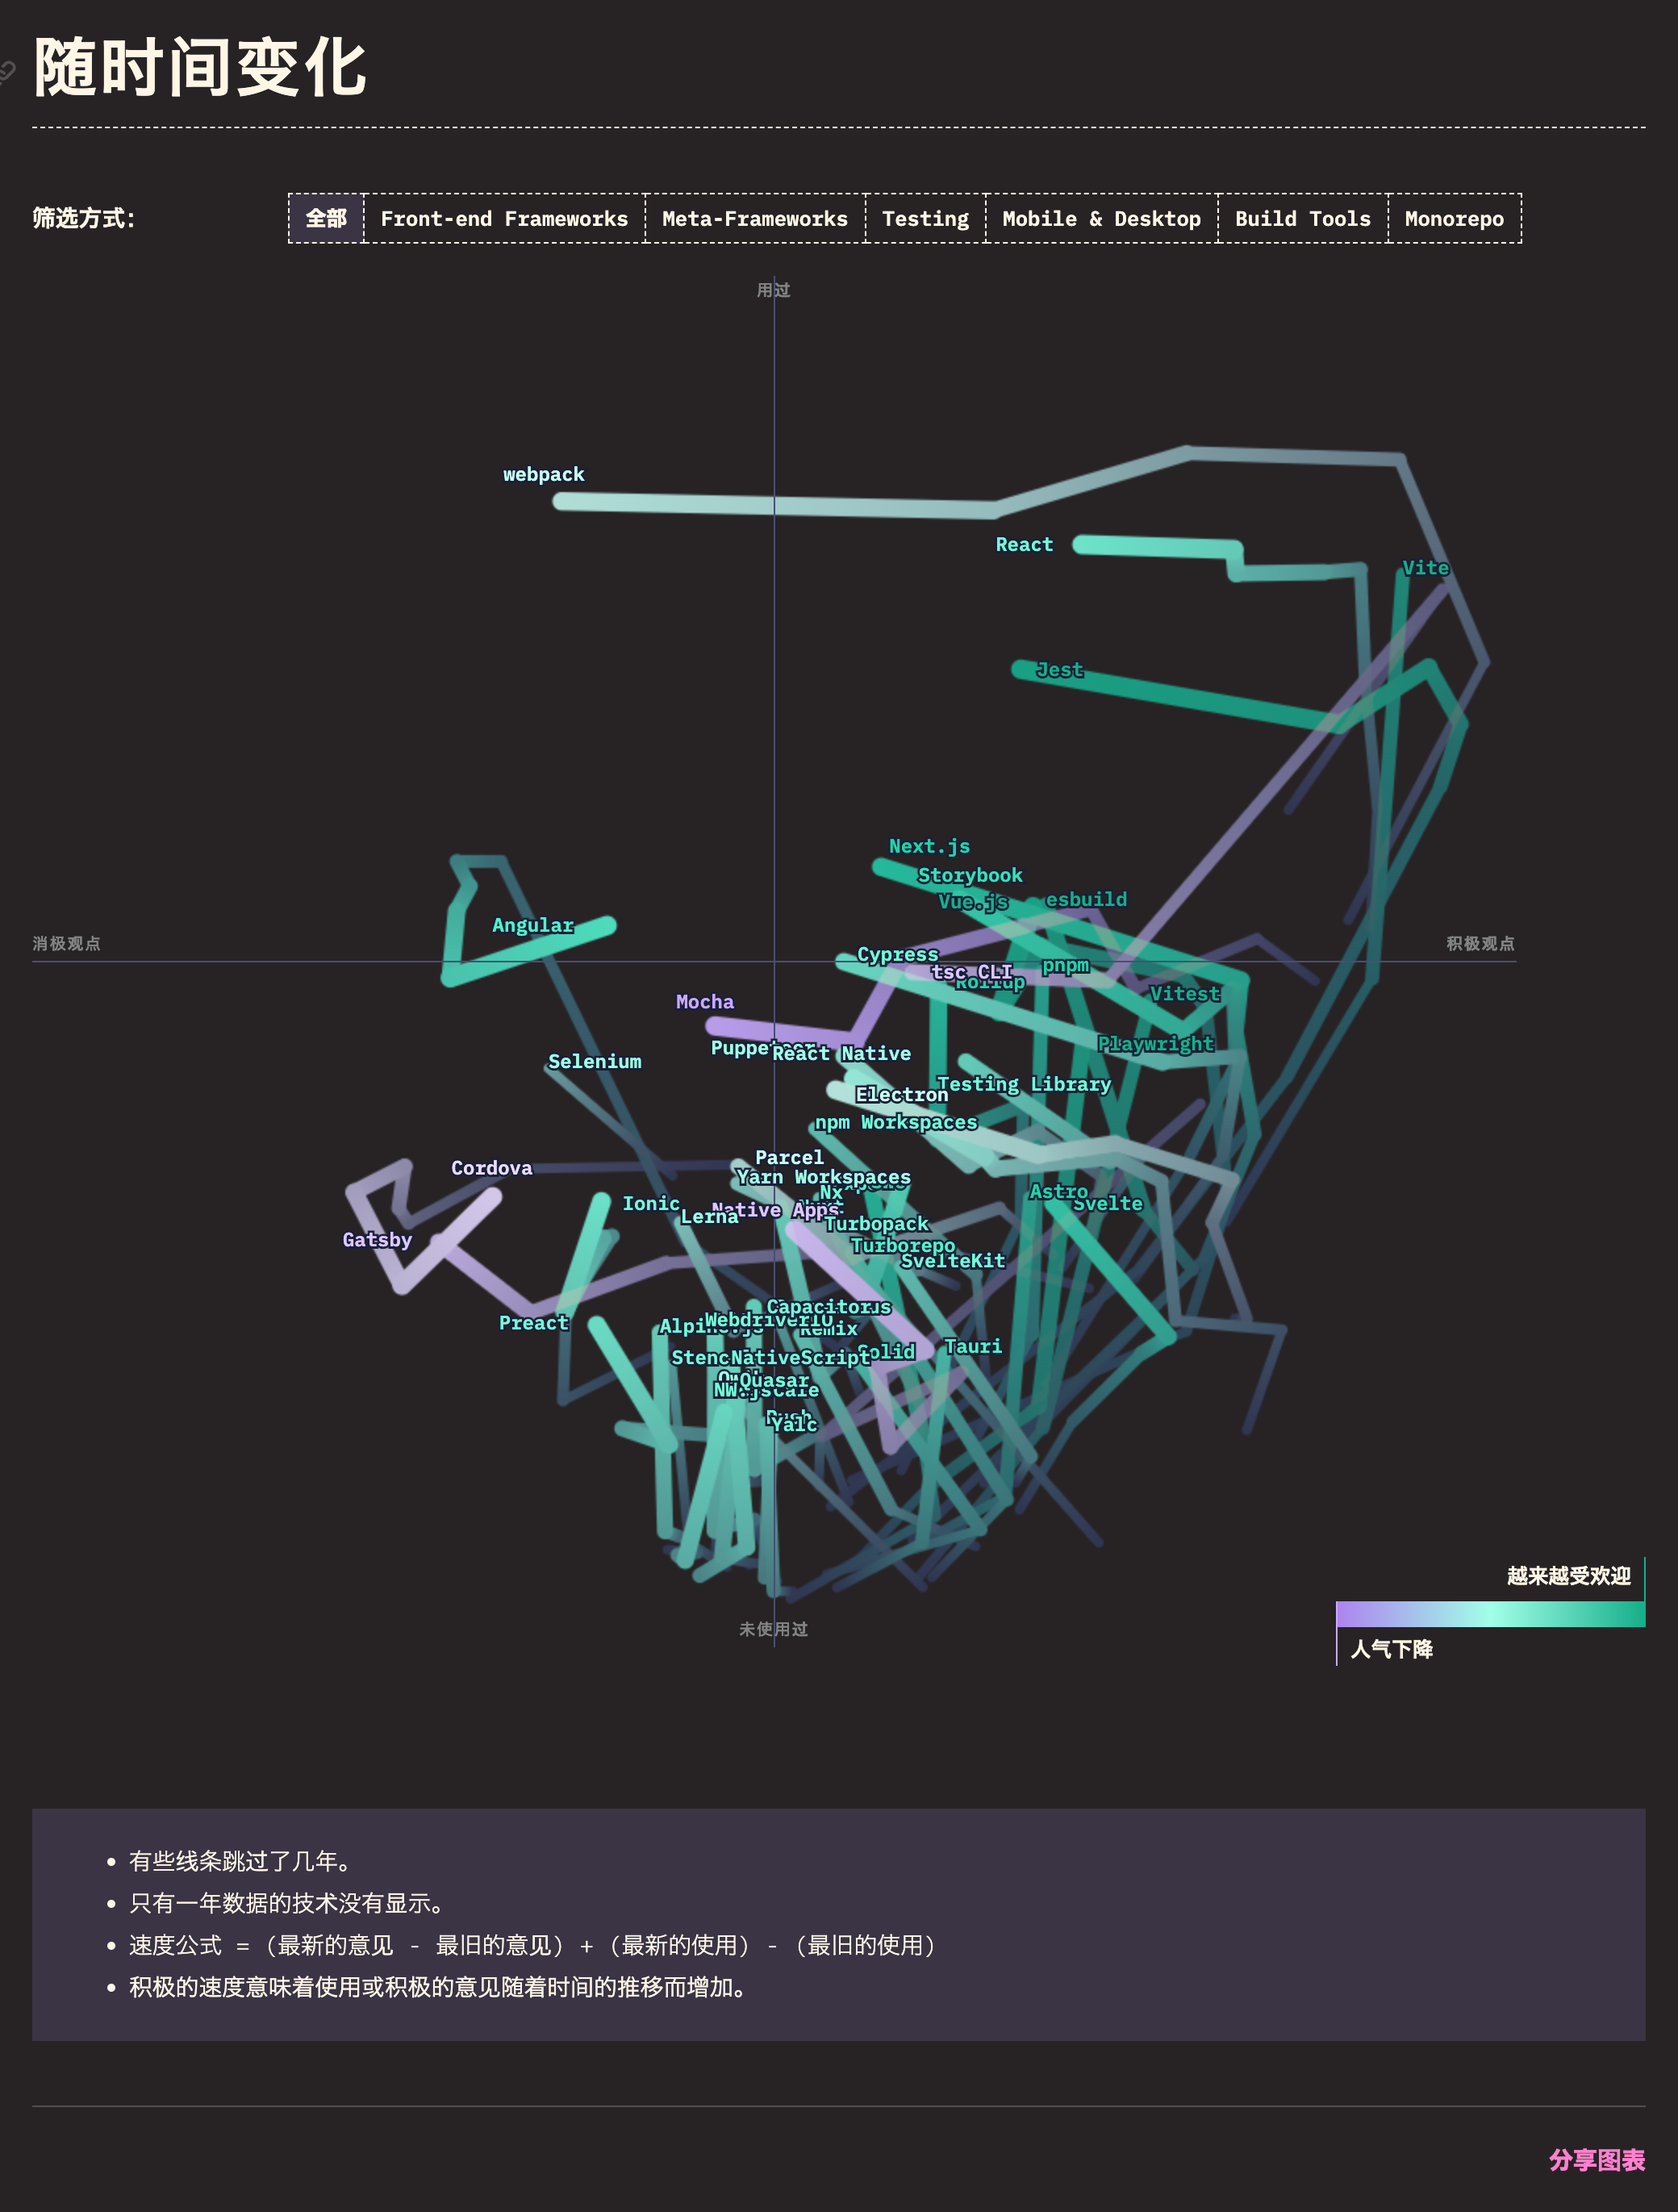 随时间变化
筛选方式:
全部
Front-end Frameworks
Meta-Frameworks
Testing
Mobile & Desktop
Build Tools
Monorepo
用过
webpack
React
Vite
Jest
Next.js
Storybook
Vue.js
esbuild
Angular
消极观点
积极观点
Cypress
tsc CLI
pnpm
Rollup
Vitest
Mocha
Playwright
Puppeteer
React Native
Selenium
Testing Library
Electron
npm Workspaces
Parcel
Cordova
Yarn Workspaces
Nx
Astro
Svelte
Ionic
Native Apps
Lerna
Turbopack
Gatsby
Turborepo
SvelteKit
Capacitor
Preact
WebdriverIO
Alpine.js
Remix
Tauri
Solid
NativeScript
Quasar
NW.js
Yalc
未使用过
越来越受欢迎
人气下降
有些线条跳过了几年。
只有一年数据的技术没有显示。
速度公式 = (最新的意见 - 最旧的意见) + (最新的使用) - (最旧的使用)
积极的速度意味着使用或积极的意见随着时间的推移而增加。
分享图表